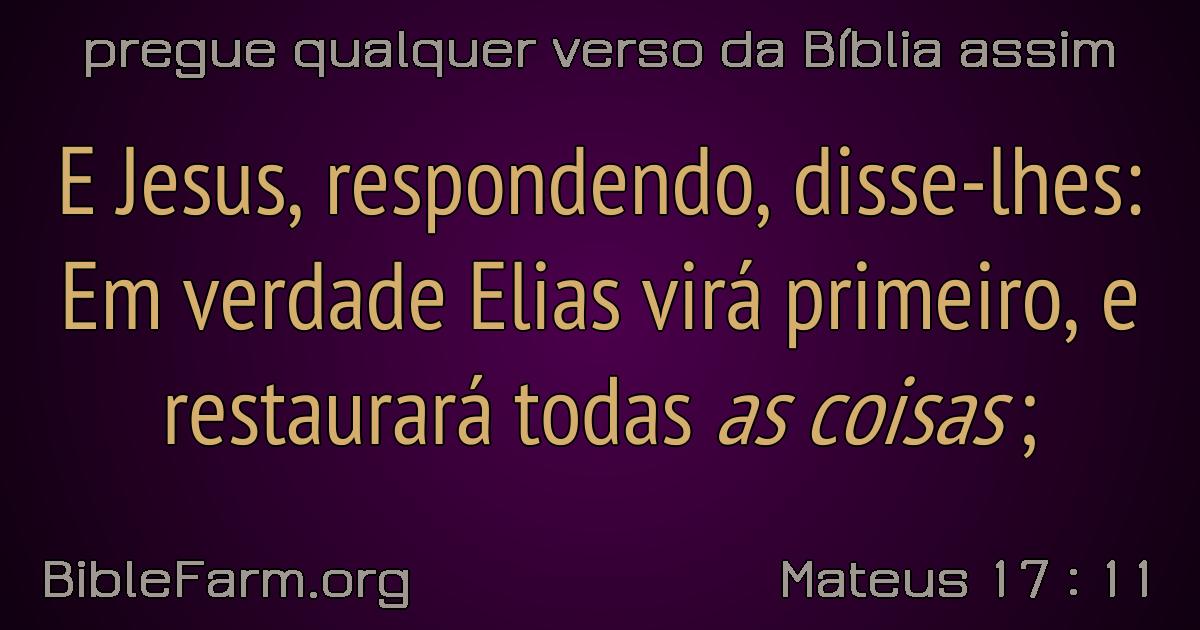 pregue qualquer verso da Bíblia assim
E Jesus, respondendo, disse-lhes:
Em verdade Elias virá primeiro, e
restaurará todas as coisas;
BibleFarm.org
Mateus 17 : 11